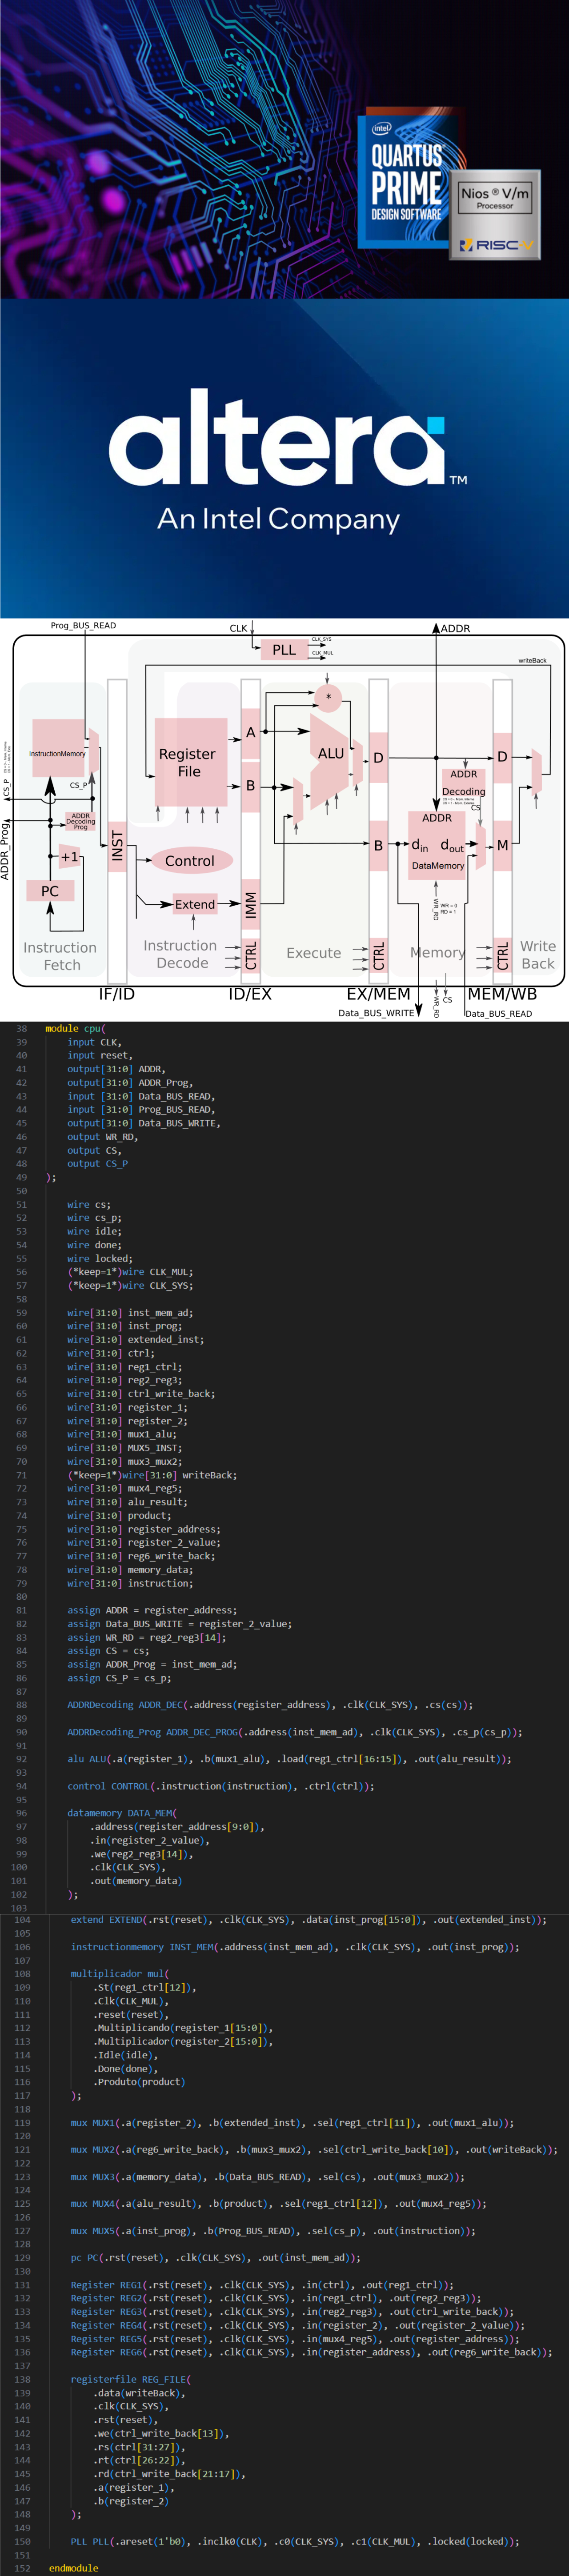 intel
QUARTUS
PRIME
DESIGN SOFTWARE
Nios ® V/m
Processor
RISC
altera
TM
An Intel Company
Prog_BUS_READ
CLK
ADDR
PLL
CLK_SYS
CLK_MUL
writeBack
InstructionMemory
CS_P
CS_P
ADDR
Decoding
Prog
ADDR_Prog
+1
PC
INST
Register
File
Control
Extend
A
B
IMM
CTRL
*
ALU
D
B
CTRL
ADDR
Decoding
CS
ADDR
din
dout
DataMemory
WR_RD
WR = 0
RD = 1
D
M
CTRL
Instruction
Fetch
Instruction
Decode
Execute
Memory
Write
Back
IF/ID
ID/EX
EX/MEM
MEM/WB
WR_RD
CS
Data_BUS_WRITE
Data_BUS_READ
38 module cpu(
39 input CLK,
40 input reset,
41 output[31:0] ADDR,
42 output[31:0] ADDR_Prog,
43 input [31:0] Data_BUS_READ,
44 input [31:0] Prog_BUS_READ,
45 output[31:0] Data_BUS_WRITE,
46 output WR_RD,
47 output CS,
48 output CS_P
49 );
50
51 wire cs;
52 wire cs_p;
53 wire idle;
54 wire done;
55 wire locked;
56 (*keep=1*)wire CLK_MUL;
57 (*keep=1*)wire CLK_SYS;
58
59 wire[31:0] inst_mem_ad;
60 wire[31:0] inst_prog;
61 wire[31:0] extended_inst;
62 wire[31:0] ctrl;
63 wire[31:0] reg1_ctrl;
64 wire[31:0] reg2_reg3;
65 wire[31:0] ctrl_write_back;
66 wire[31:0] register_1;
67 wire[31:0] register_2;
68 wire[31:0] mux1_alu;
69 wire[31:0] MUX5_INST;
70 wire[31:0] mux3_mux2;
71 (*keep=1*)wire[31:0] writeBack;
72 wire[31:0] mux4_reg5;
73 wire[31:0] alu_result;
74 wire[31:0] product;
75 wire[31:0] register_address;
76 wire[31:0] register_2_value;
77 wire[31:0] reg6_write_back;
78 wire[31:0] memory_data;
79 wire[31:0] instruction;
80
81 assign ADDR = register_address;
82 assign Data_BUS_WRITE = register_2_value;
83 assign WR_RD = reg2_reg3[14];
84 assign CS = cs;
85 assign ADDR_Prog = inst_mem_ad;
86 assign CS_P = cs_p;
87
88 ADDRDecoding ADDR_DEC(.address(register_address), .clk(CLK_SYS), .cs(cs));
89
90 ADDRDecoding_Prog ADDR_DEC_PROG(.address(inst_mem_ad), .clk(CLK_SYS), .cs_p(cs_p));
91
92 alu ALU(.a(register_1), .b(mux1_alu), .load(reg1_ctrl[16:15]), .out(alu_result));
93
94 control CONTROL(.instruction(instruction), .ctrl(ctrl));
95
96 datamemory DATA_MEM(
97 .address(register_address[9:0]),
98 .in(register_2_value),
99 .we(reg2_reg3[14]),
100 .clk(CLK_SYS),
101 .out(memory_data)
102 );
103
104 extend EXTEND(.rst(reset), .clk(CLK_SYS), .data(inst_prog[15:0]), .out(extended_inst));
105
106 instructionmemory INST_MEM(.address(inst_mem_ad), .clk(CLK_SYS), .out(inst_prog));
107
108 multiplicador mul(
109 .St(reg1_ctrl[12]),
110 .Clk(CLK_MUL),
111 .reset(reset),
112 .Multiplicando(register_1[15:0]),
113 .Multiplicador(register_2[15:0]),
114 .Idle(idle),
115 .Done(done),
116 .Produto(product)
117 );
118
119 mux MUX1(.a(register_2), .b(extended_inst), .sel(reg1_ctrl[11]), .out(mux1_alu));
120
121 mux MUX2(.a(reg6_write_back), .b(mux3_mux2), .sel(ctrl_write_back[10]), .out(writeBack));
122
123 mux MUX3(.a(memory_data), .b(Data_BUS_READ), .sel(cs), .out(mux3_mux2));
124
125 mux MUX4(.a(alu_result), .b(product), .sel(reg1_ctrl[12]), .out(mux4_reg5));
126
127 mux MUX5(.a(inst_prog), .b(Prog_BUS_READ), .sel(cs_p), .out(instruction));
128
129 pc PC(.rst(reset), .clk(CLK_SYS), .out(inst_mem_ad));
130
131 Register REG1(.rst(reset), .clk(CLK_SYS), .in(ctrl), .out(reg1_ctrl));
132 Register REG2(.rst(reset), .clk(CLK_SYS), .in(reg1_ctrl), .out(reg2_reg3));
133 Register REG3(.rst(reset), .clk(CLK_SYS), .in(reg2_reg3), .out(ctrl_write_back));
134 Register REG4(.rst(reset), .clk(CLK_SYS), .in(register_2), .out(register_2_value));
135 Register REG5(.rst(reset), .clk(CLK_SYS), .in(mux4_reg5), .out(register_address));
136 Register REG6(.rst(reset), .clk(CLK_SYS), .in(register_address), .out(reg6_write_back));
137
138 registerfile REG_FILE(
139 .data(writeBack),
140 .clk(CLK_SYS),
141 .rst(reset),
142 .we(ctrl_write_back[13]),
143 .rs(ctrl[31:27]),
144 .rt(ctrl[26:22]),
145 .rd(ctrl_write_back[21:17]),
146 .a(register_1),
147 .b(register_2)
148 );
149
150 PLL PLL(.areset(1'b0), .inclk0(CLK), .c0(CLK_SYS), .c1(CLK_MUL), .locked(locked));
151
152 endmodule